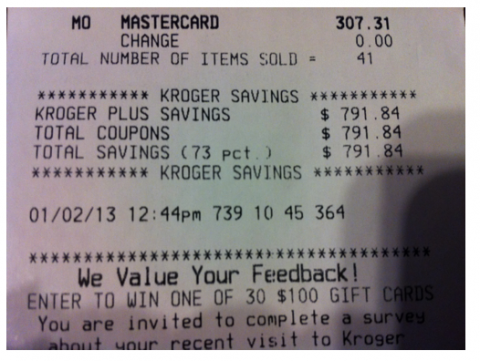 MO MASTERCARD 307.31
CHANGE 0.00
TOTAL NUMBER OF ITEMS SOLD = 41
*********** KROGER SAVINGS ***********
KROGER PLUS SAVINGS $ 791.84
TOTAL COUPONS $ 791.84
TOTAL SAVINGS (73 pct.) $ 791.84
*********** KROGER SAVINGS ***********
01/02/13 12:44pm 739 10 45 364
****************************************
We Value Your Feedback!
ENTER TO WIN ONE OF 30 $100 GIFT CARDS
You are invited to complete a survey
about your recent visit to Kroger